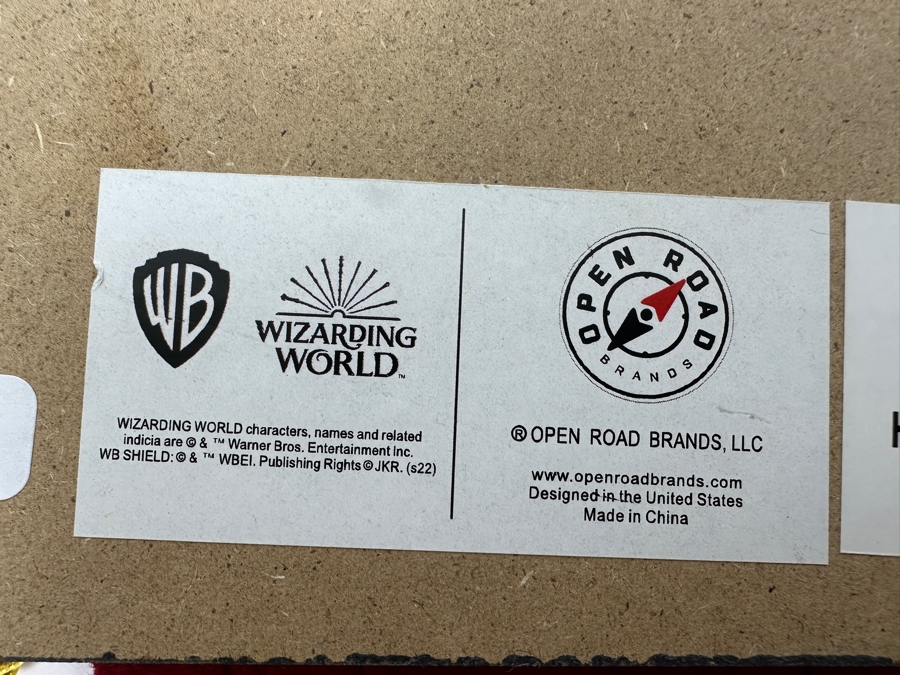 WB
WIZARDING
WORLD™
WIZARDING WORLD characters, names and related
indicia are © & ™ Warner Bros. Entertainment Inc.
WB SHIELD: © & ™ WBEI. Publishing Rights © JKR. (s22)
OPEN ROAD
BRANDS
® OPEN ROAD BRANDS, LLC
www.openroadbrands.com
Designed in the United States
Made in China